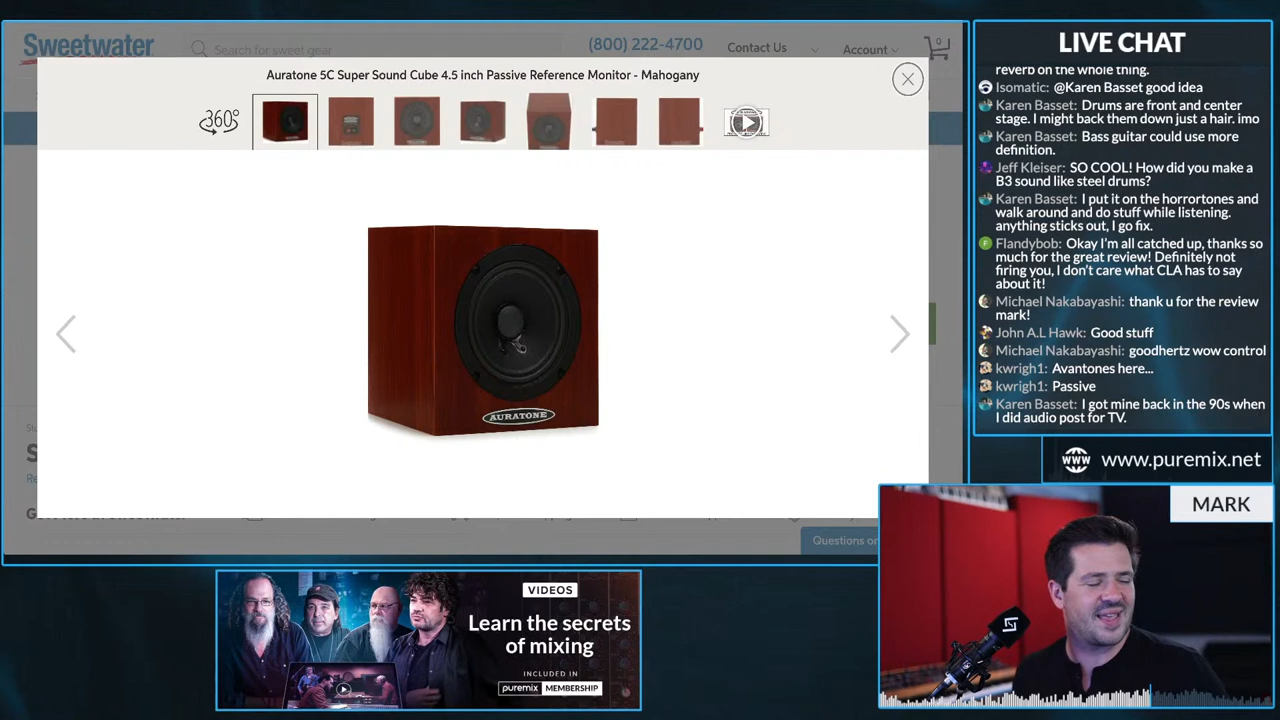 Sweetwater
Search for sweet gear
(800) 222-4700
Contact Us
Account
0
Auratone 5C Super Sound Cube 4.5 inch Passive Reference Monitor - Mahogany
360°
AURATONE
Questions or
LIVE CHAT
reverb on the whole thing.
Isomatic: @Karen Basset good idea
Karen Basset: Drums are front and center
stage. I might back them down just a hair. imo
Karen Basset: Bass guitar could use more
definition.
Jeff Kleiser: SO COOL! How did you make a
B3 sound like steel drums?
Karen Basset: I put it on the horrortones and
walk around and do stuff while listening.
anything sticks out, I go fix.
F
Flandybob: Okay I'm all catched up, thanks so
much for the great review! Definitely not
firing you, I don't care what CLA has to say
about it!
Michael Nakabayashi: thank u for the review
mark!
John A.L Hawk: Good stuff
Michael Nakabayashi: goodhertz wow control
kwrigh1: Avantones here...
kwrigh1: Passive
Karen Basset: I got mine back in the 90s when
I did audio post for TV.
www www.puremix.net
MARK
VIDEOS
Learn the secrets
of mixing
INCLUDED IN
puremix MEMBERSHIP